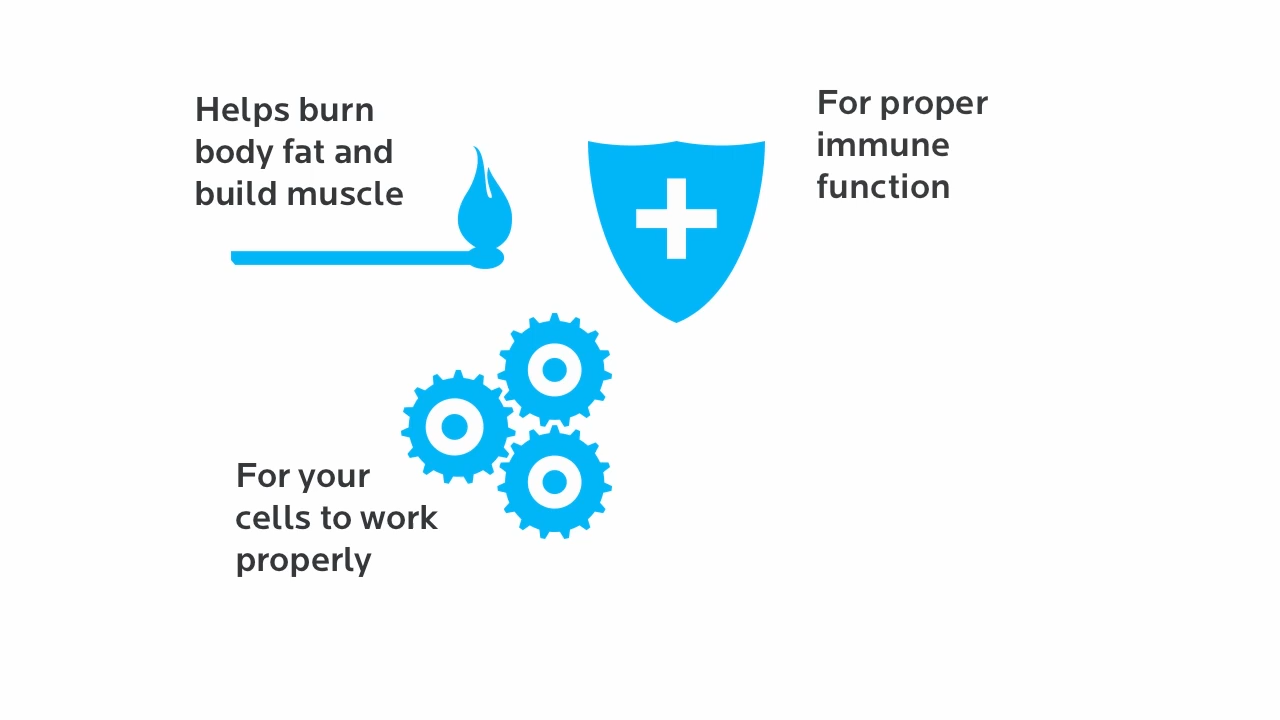 Helps burn
body fat and
build muscle
For proper
immune
function
For your
cells to work
properly